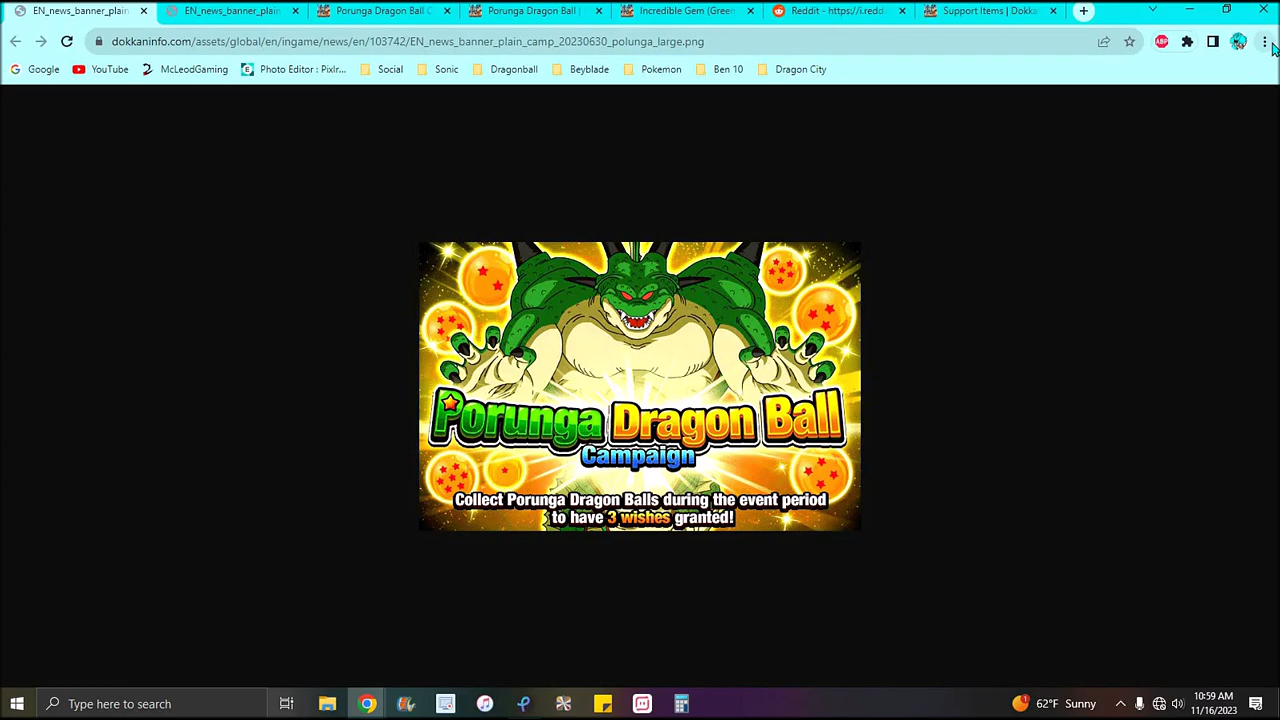 EN_news_banner_plain
EN_news_banner_plain
Porunga Dragon Ball C
Porunga Dragon Ball |
Incredible Gem (Green
Reddit - https://i.redd
Support Items | Dokka
dokkaninfo.com/assets/global/en/ingame/news/en/103742/EN_news_banner_plain_camp_20230630_polunga_large.png
ABP
Google
YouTube
McLeodGaming
Photo Editor : Pixlr...
Social
Sonic
Dragonball
Beyblade
Pokemon
Ben 10
Dragon City
Porunga Dragon Ball
Campaign
Collect Porunga Dragon Balls during the event period
to have 3 wishes granted!
Type here to search
1
62°F Sunny
10:59 AM
11/16/2023